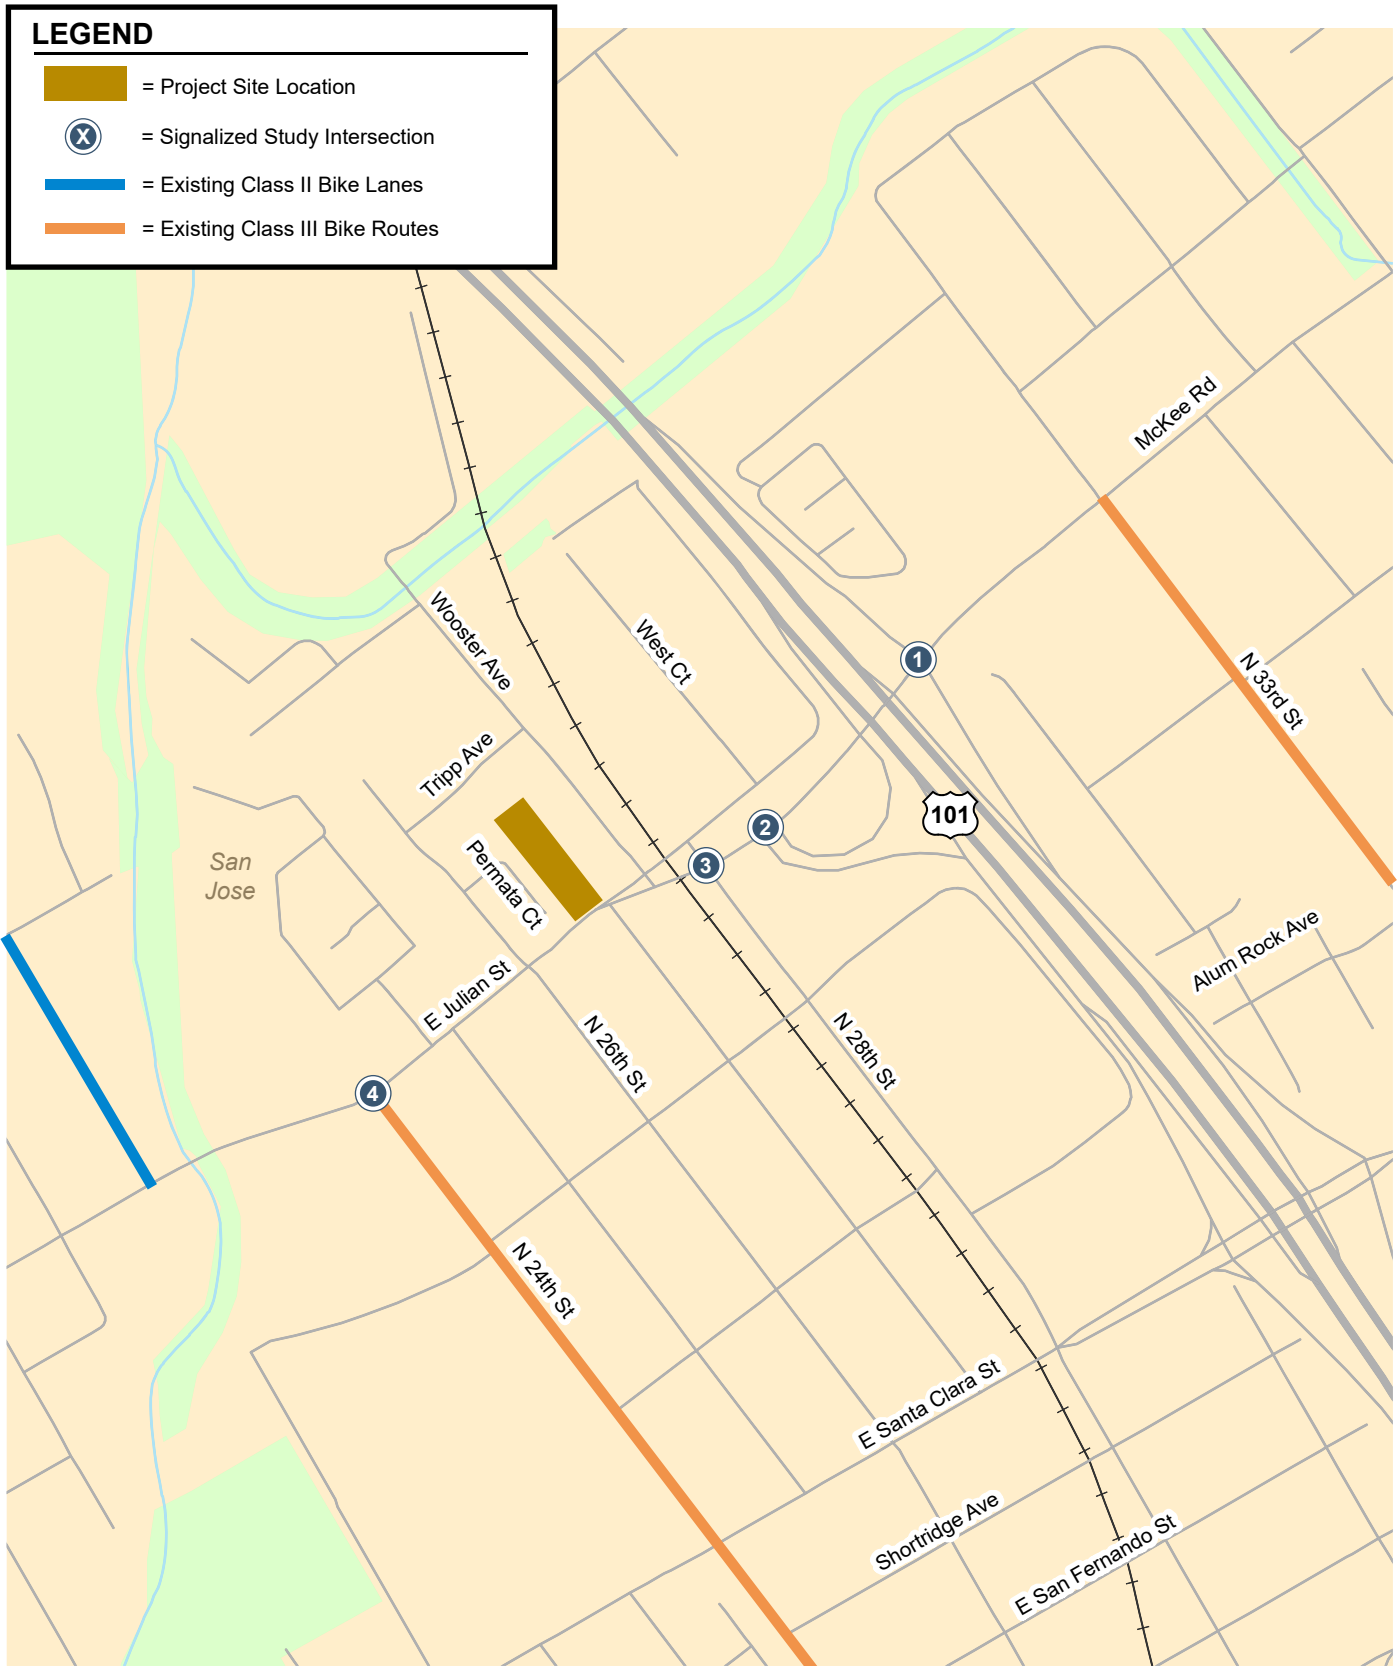 LEGEND
= Project Site Location
X
= Signalized Study Intersection
= Existing Class II Bike Lanes
= Existing Class III Bike Routes
McKee Rd
Wooster Ave
West Ct
1
N 33rd St
Tripp Ave
101
2
3
San
Jose
Permata Ct
Alum Rock Ave
E Julian St
N 26th St
N 28th St
4
N 24th St
E Santa Clara St
Shortridge Ave
E San Fernando St